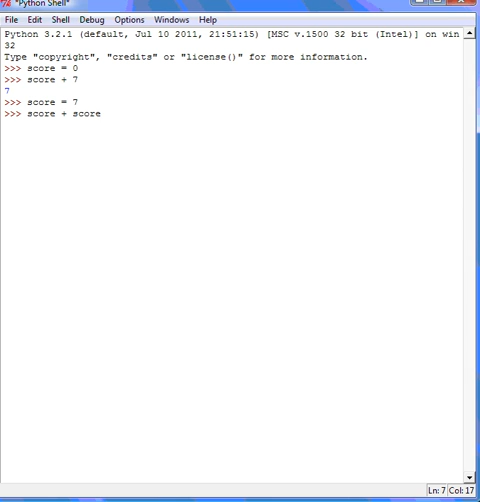 *Python Shell*
File Edit Shell Debug Options Windows Help
Python 3.2.1 (default, Jul 10 2011, 21:51:15) [MSC v.1500 32 bit (Intel)] on win
32
Type "copyright", "credits" or "license()" for more information.
>>> score = 0
>>> score + 7
7
>>> score = 7
>>> score + score
Ln: 7 Col: 17